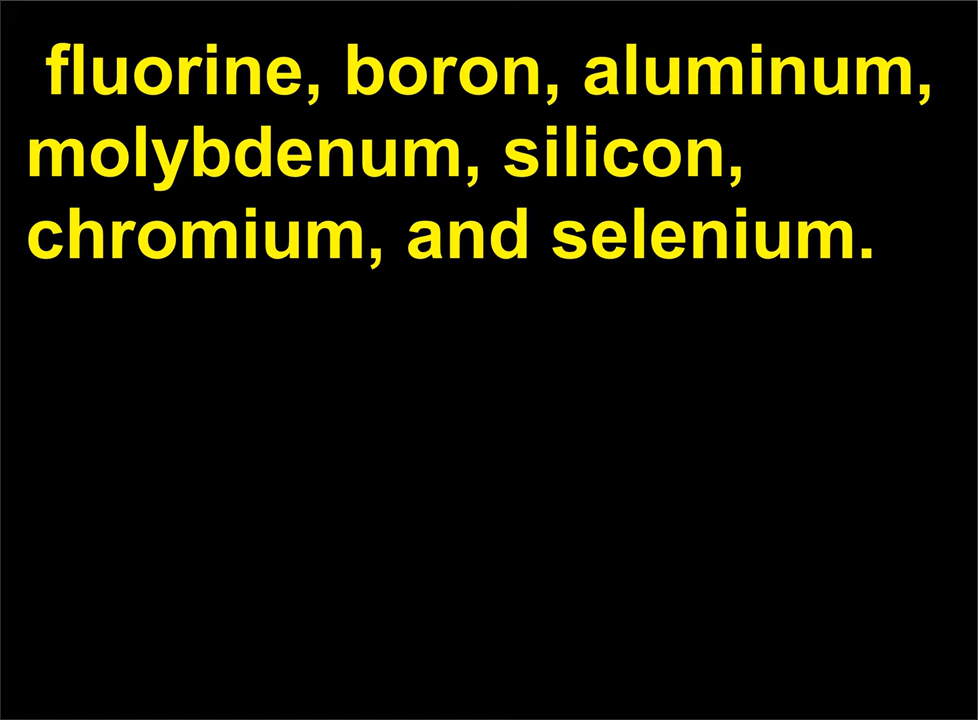 fluorine, boron, aluminum,
molybdenum, silicon,
chromium, and selenium.